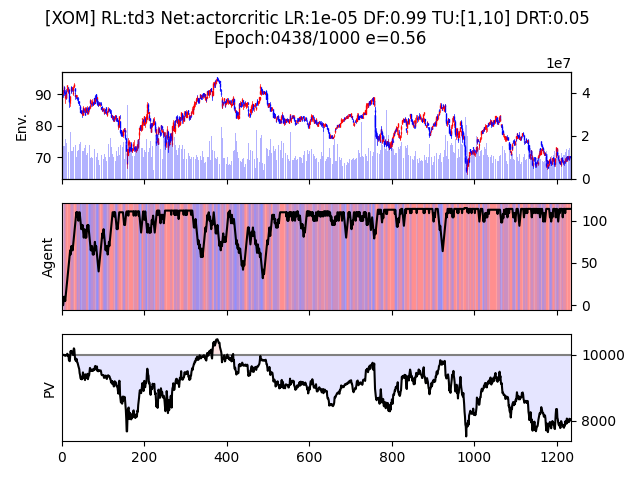 [XOM] RL:td3 Net:actorcritic LR:1e-05 DF:0.99 TU:[1,10] DRT:0.05
Epoch:0438/1000 e=0.56
1e7
Env.
90
80
70
4
2
0
Agent
100
50
0
PV
10000
8000
0 200 400 600 800 1000 1200